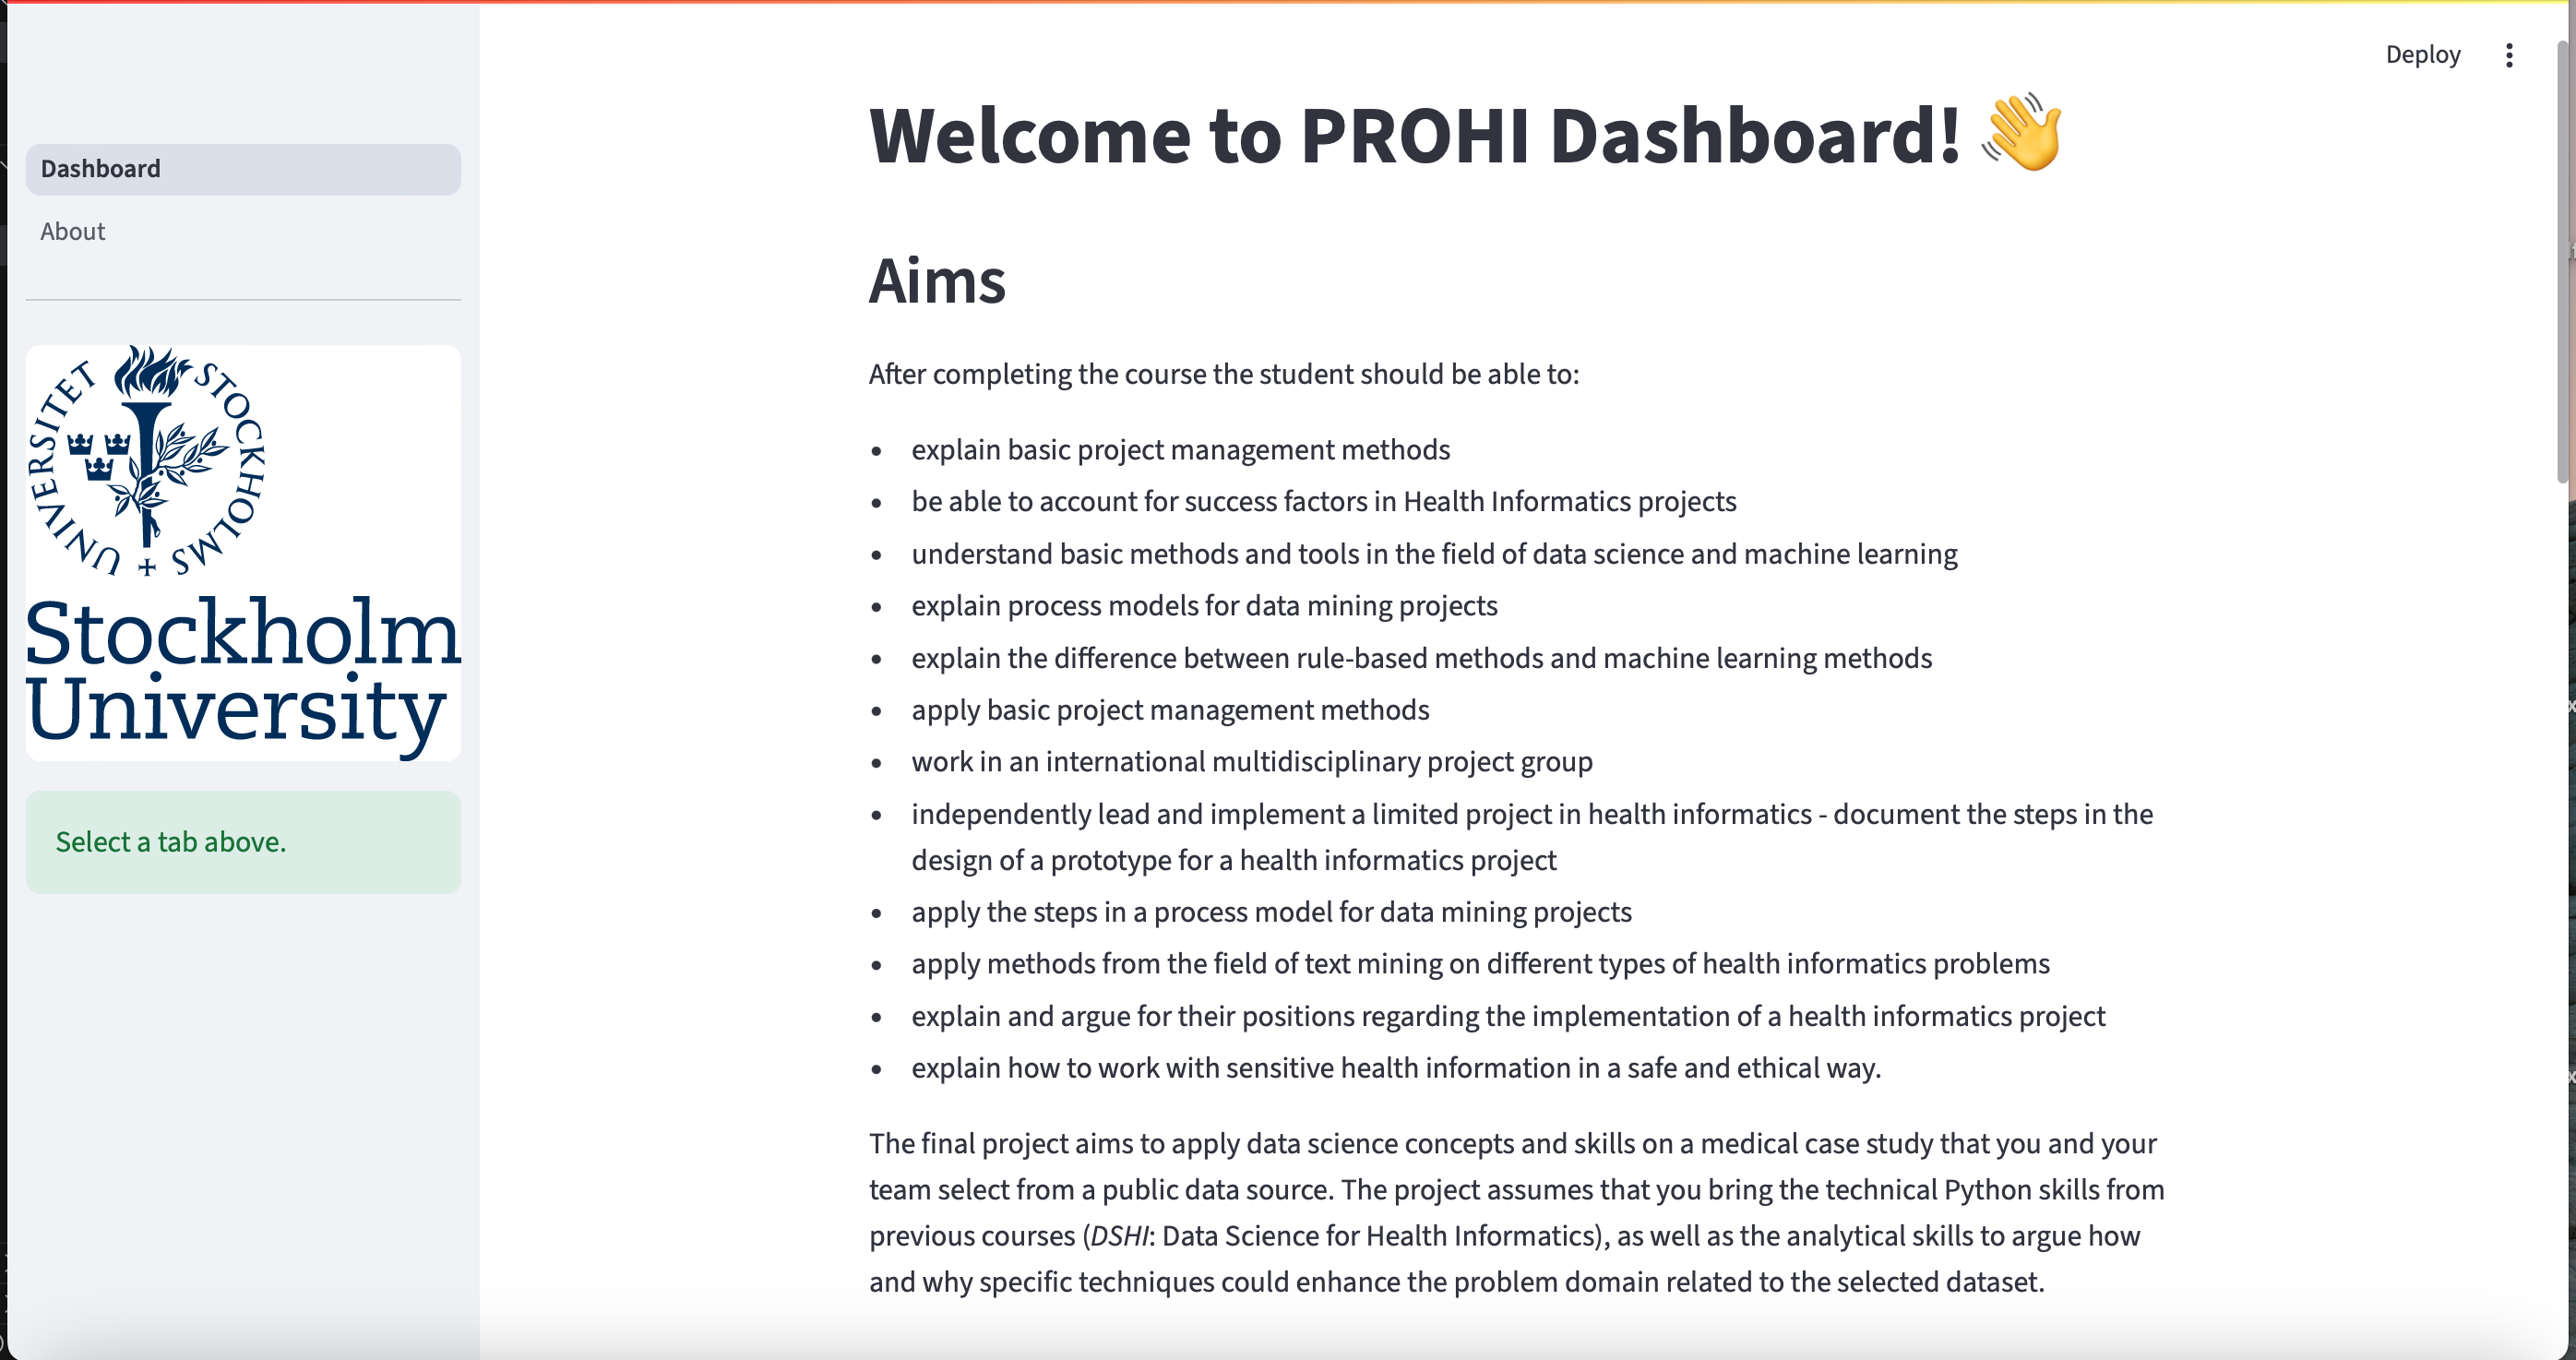 Deploy
Dashboard
About
UNIVERSITET STOCKHOLMS
Stockholm
University
Select a tab above.
Welcome to PROHI Dashboard! 👋
Aims
After completing the course the student should be able to:
• explain basic project management methods
• be able to account for success factors in Health Informatics projects
• understand basic methods and tools in the field of data science and machine learning
• explain process models for data mining projects
• explain the difference between rule-based methods and machine learning methods
• apply basic project management methods
• work in an international multidisciplinary project group
• independently lead and implement a limited project in health informatics - document the steps in the
design of a prototype for a health informatics project
• apply the steps in a process model for data mining projects
• apply methods from the field of text mining on different types of health informatics problems
• explain and argue for their positions regarding the implementation of a health informatics project
• explain how to work with sensitive health information in a safe and ethical way.
The final project aims to apply data science concepts and skills on a medical case study that you and your
team select from a public data source. The project assumes that you bring the technical Python skills from
previous courses (DSHI: Data Science for Health Informatics), as well as the analytical skills to argue how
and why specific techniques could enhance the problem domain related to the selected dataset.